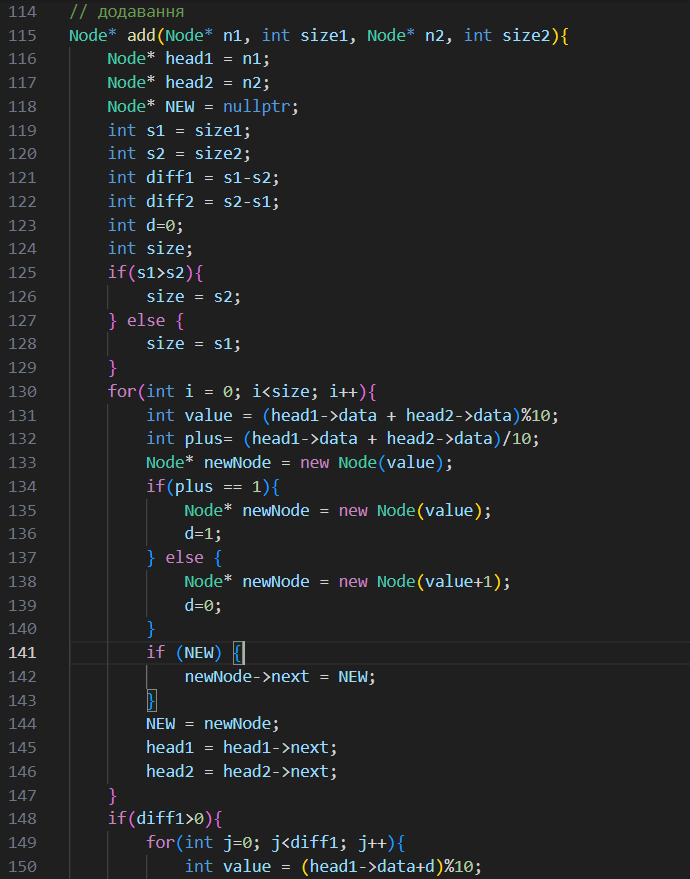 114 // додавання
115 Node* add(Node* n1, int size1, Node* n2, int size2){
116     Node* head1 = n1;
117     Node* head2 = n2;
118     Node* NEW = nullptr;
119     int s1 = size1;
120     int s2 = size2;
121     int diff1 = s1-s2;
122     int diff2 = s2-s1;
123     int d=0;
124     int size;
125     if(s1>s2){
126         size = s2;
127     } else {
128         size = s1;
129     }
130     for(int i = 0; i<size; i++){
131         int value = (head1->data + head2->data)%10;
132         int plus= (head1->data + head2->data)/10;
133         Node* newNode = new Node(value);
134         if(plus == 1){
135             Node* newNode = new Node(value);
136             d=1;
137         } else {
138             Node* newNode = new Node(value+1);
139             d=0;
140         }
141         if (NEW) {
142             newNode->next = NEW;
143         }
144         NEW = newNode;
145         head1 = head1->next;
146         head2 = head2->next;
147     }
148     if(diff1>0){
149         for(int j=0; j<diff1; j++){
150             int value = (head1->data+d)%10;